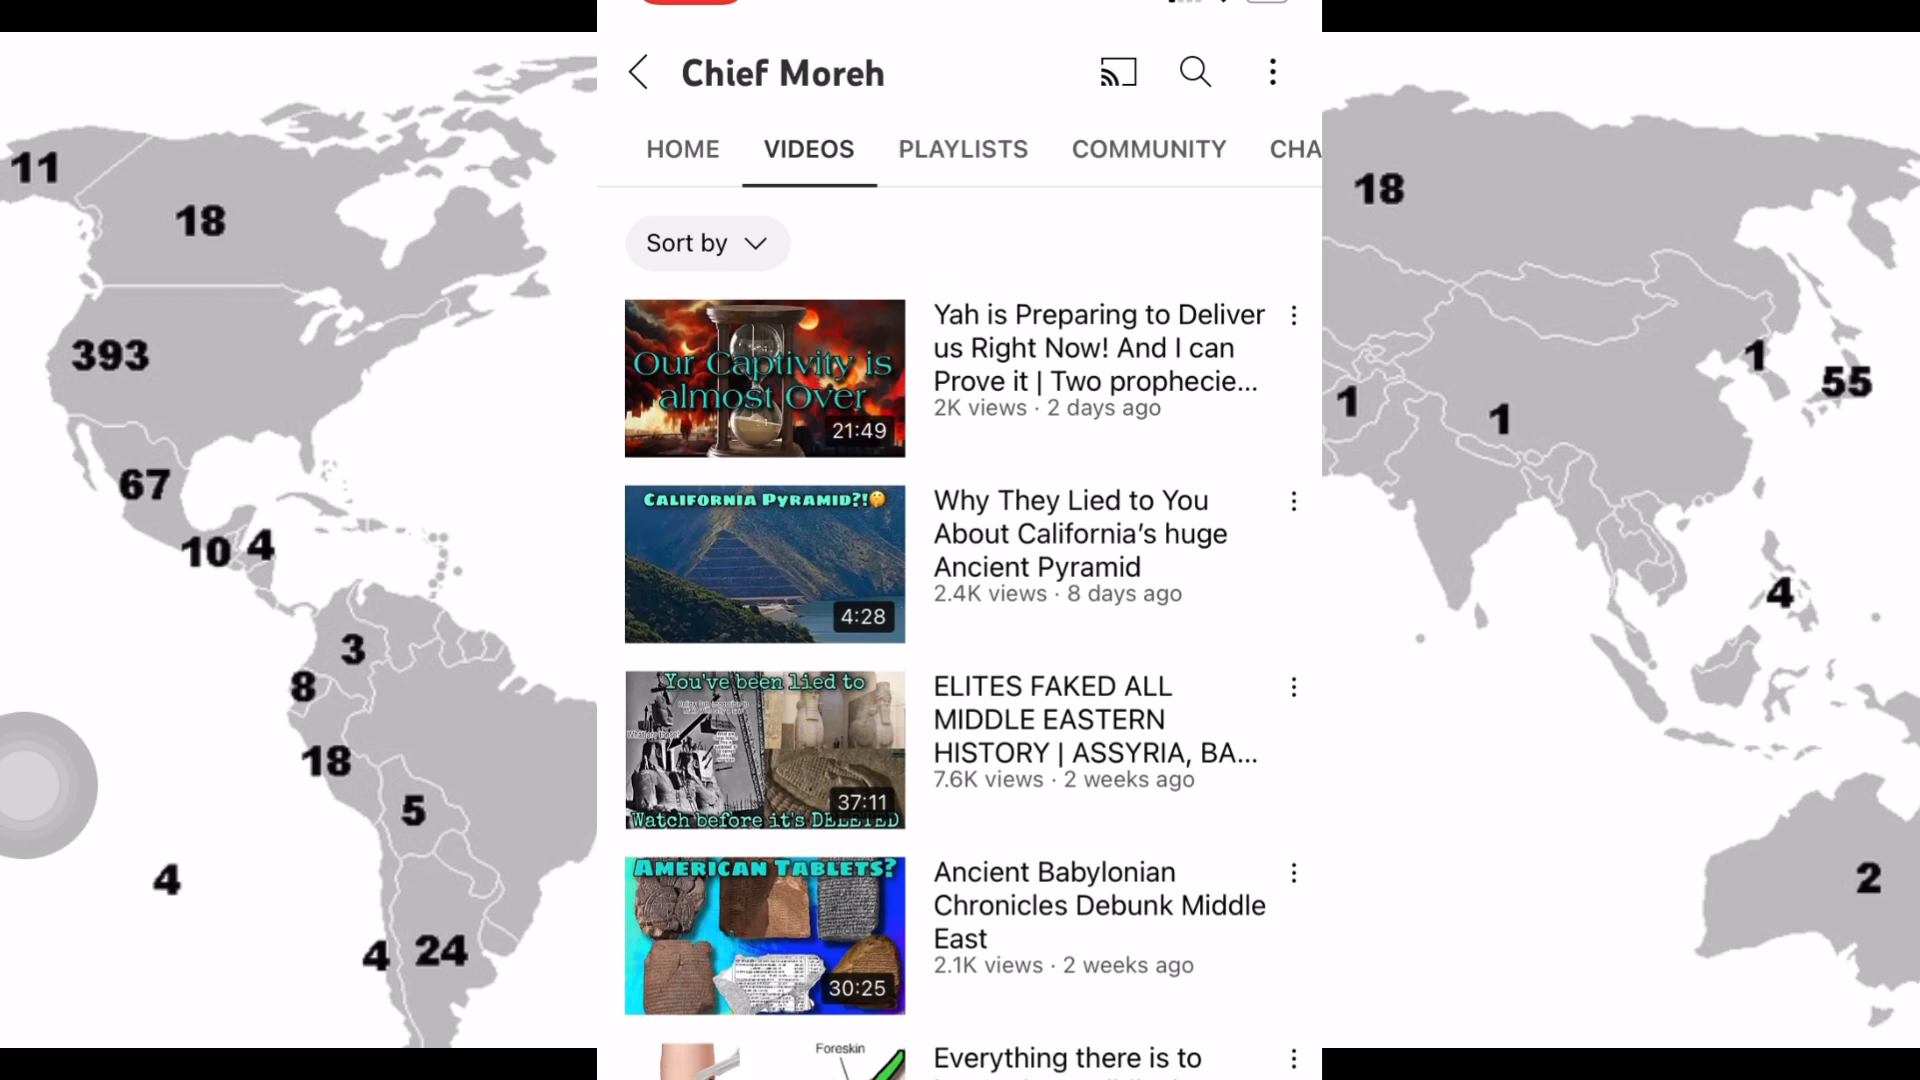 Chief Moreh
HOME VIDEOS PLAYLISTS COMMUNITY CHA
Sort by
Our Captivity is
almost Over
21:49
Yah is Preparing to Deliver
us Right Now! And I can
Prove it | Two prophecie...
2K views · 2 days ago
CALIFORNIA PYRAMID?!🤫
4:28
Why They Lied to You
About California’s huge
Ancient Pyramid
2.4K views · 8 days ago
You've been lied to
37:11
Watch before it's DELETED
ELITES FAKED ALL
MIDDLE EASTERN
HISTORY | ASSYRIA, BA...
7.6K views · 2 weeks ago
AMERICAN TABLETS?
30:25
Ancient Babylonian
Chronicles Debunk Middle
East
2.1K views · 2 weeks ago
Foreskin
Everything there is to
11
18
393
67
10 4
3
8
18
5
4
4 24
18
1
55
1
1
4
2